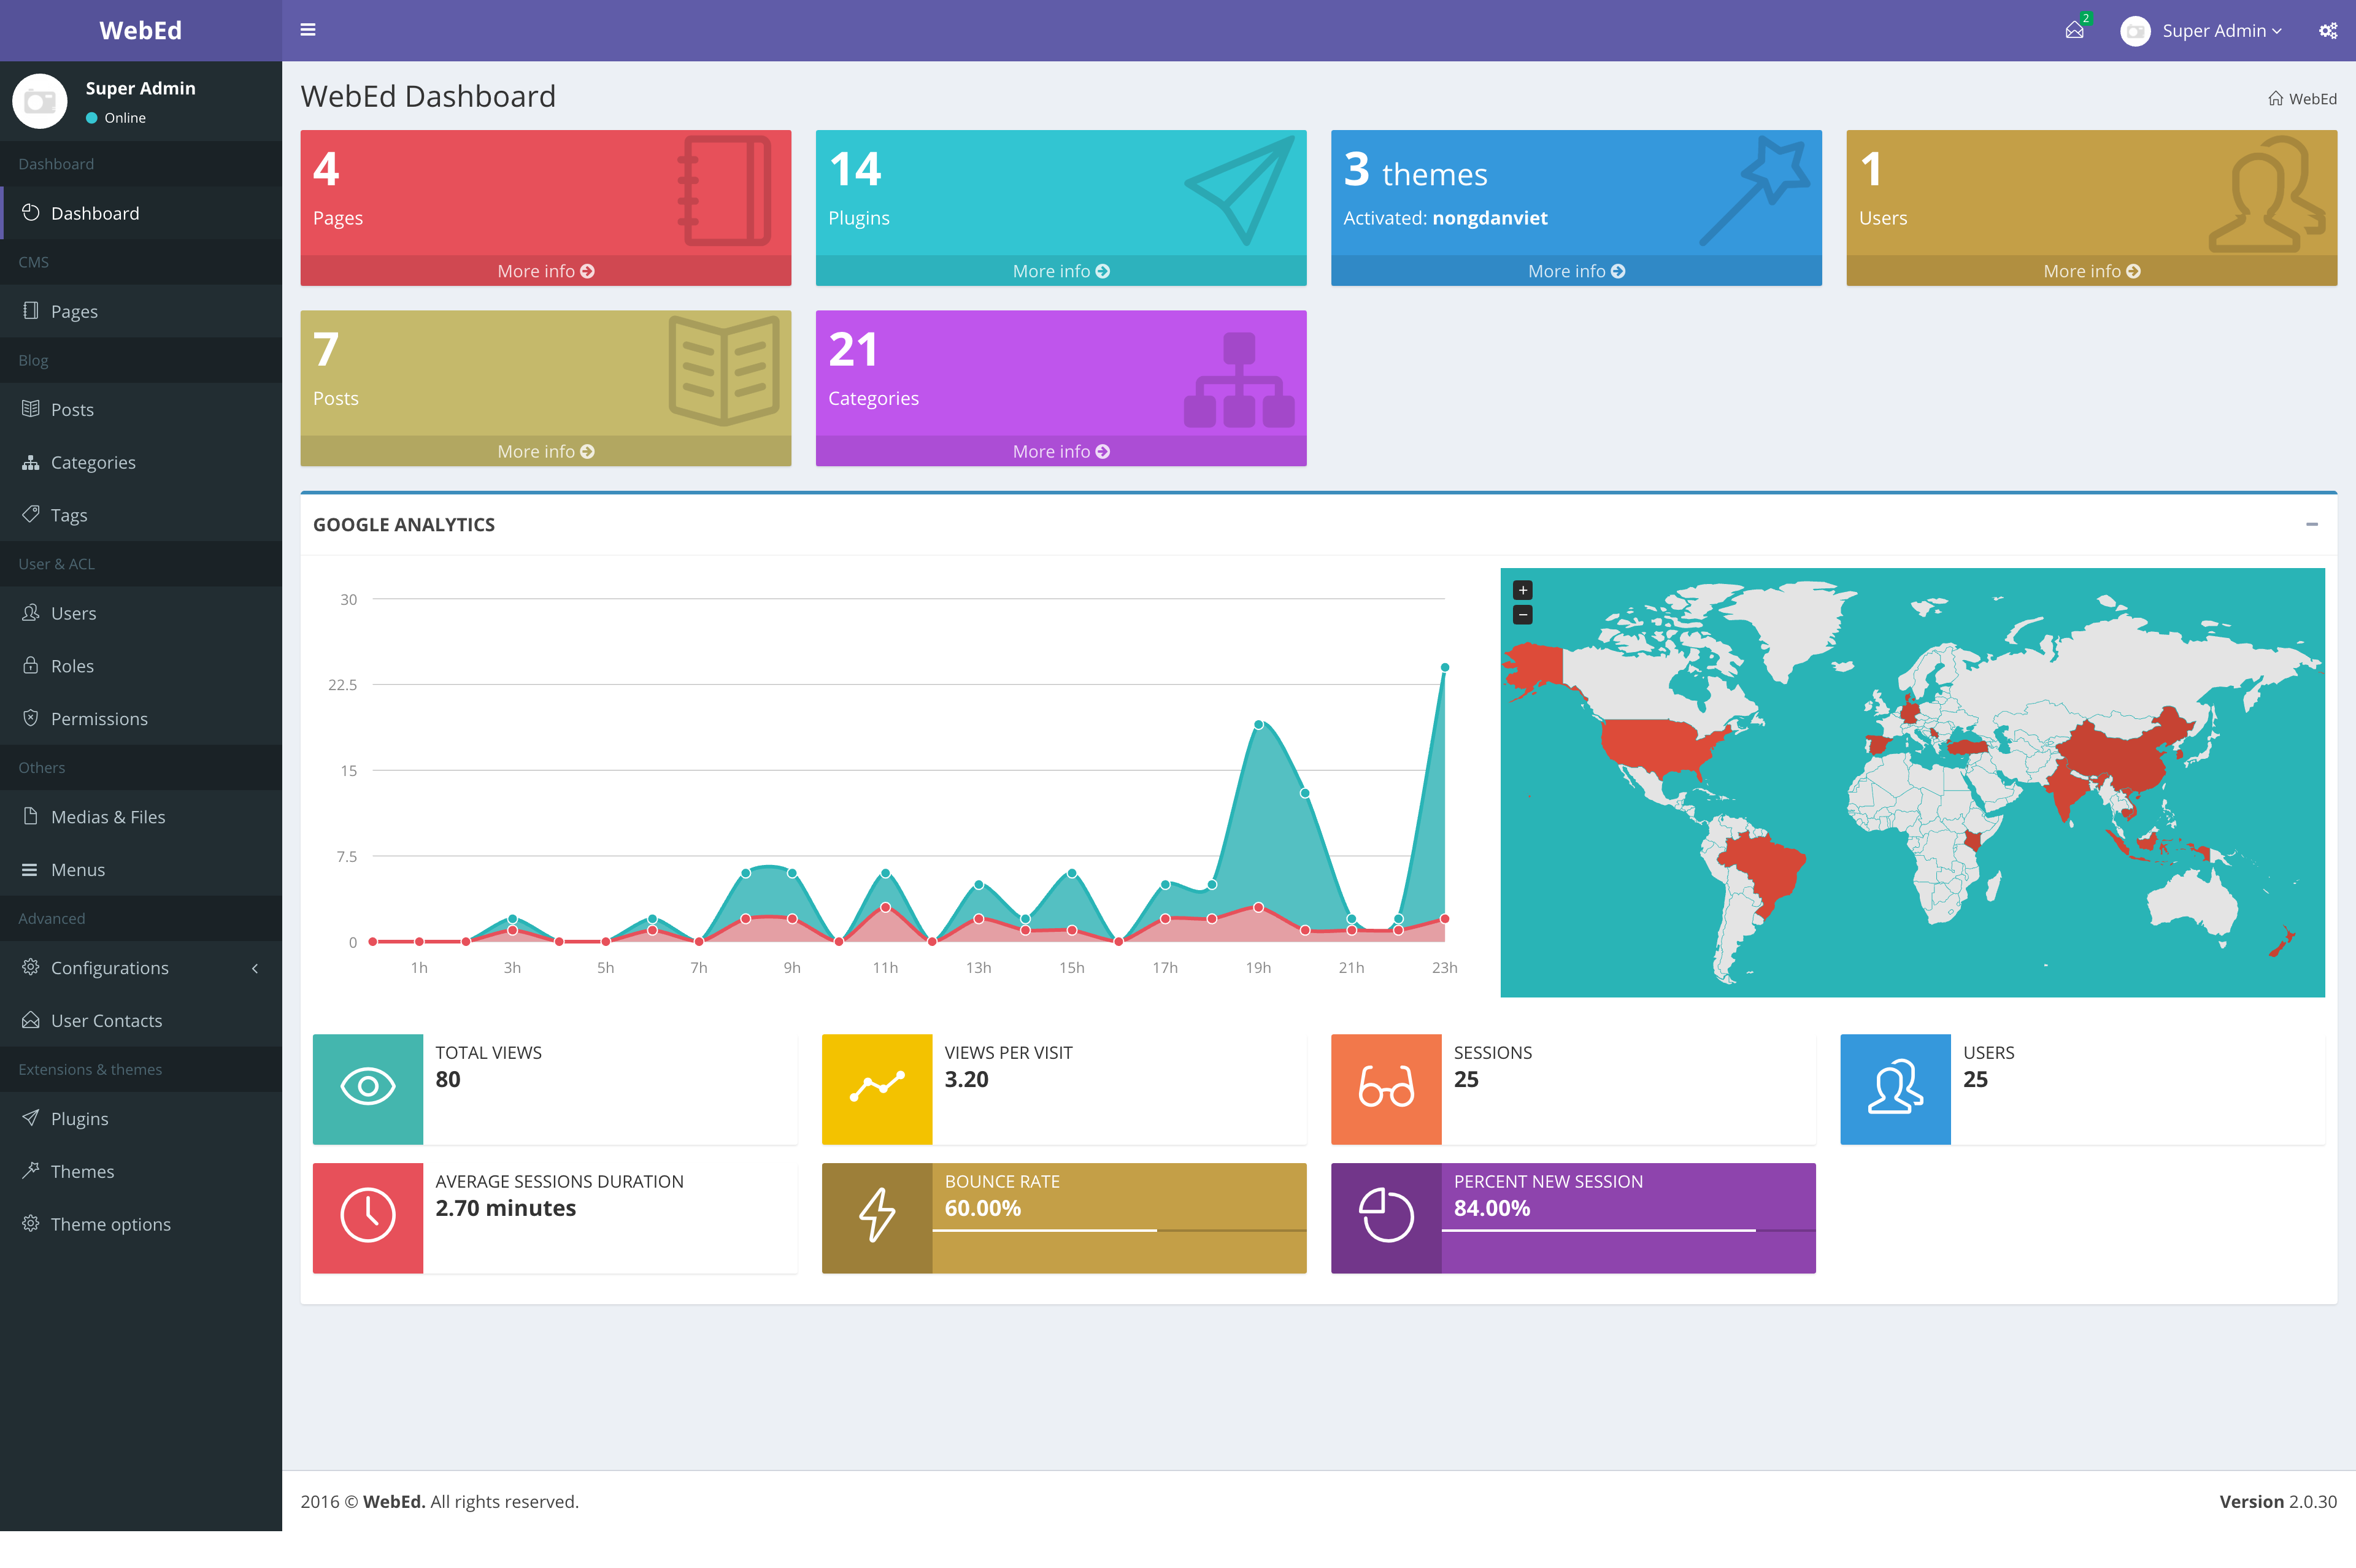 WebEd
2
Super Admin
Super Admin
Online
Dashboard
Dashboard
CMS
Pages
Blog
Posts
Categories
Tags
User & ACL
Users
Roles
Permissions
Others
Medias & Files
Menus
Advanced
Configurations
User Contacts
Extensions & themes
Plugins
Themes
Theme options
WebEd Dashboard
WebEd
4
Pages
More info
14
Plugins
More info
3 themes
Activated: nongdanviet
More info
1
Users
More info
7
Posts
More info
21
Categories
More info
GOOGLE ANALYTICS
30
22.5
15
7.5
0
1h 3h 5h 7h 9h 11h 13h 15h 17h 19h 21h 23h
+
−
TOTAL VIEWS
80
VIEWS PER VISIT
3.20
SESSIONS
25
USERS
25
AVERAGE SESSIONS DURATION
2.70 minutes
BOUNCE RATE
60.00%
PERCENT NEW SESSION
84.00%
2016 © WebEd. All rights reserved.
Version 2.0.30